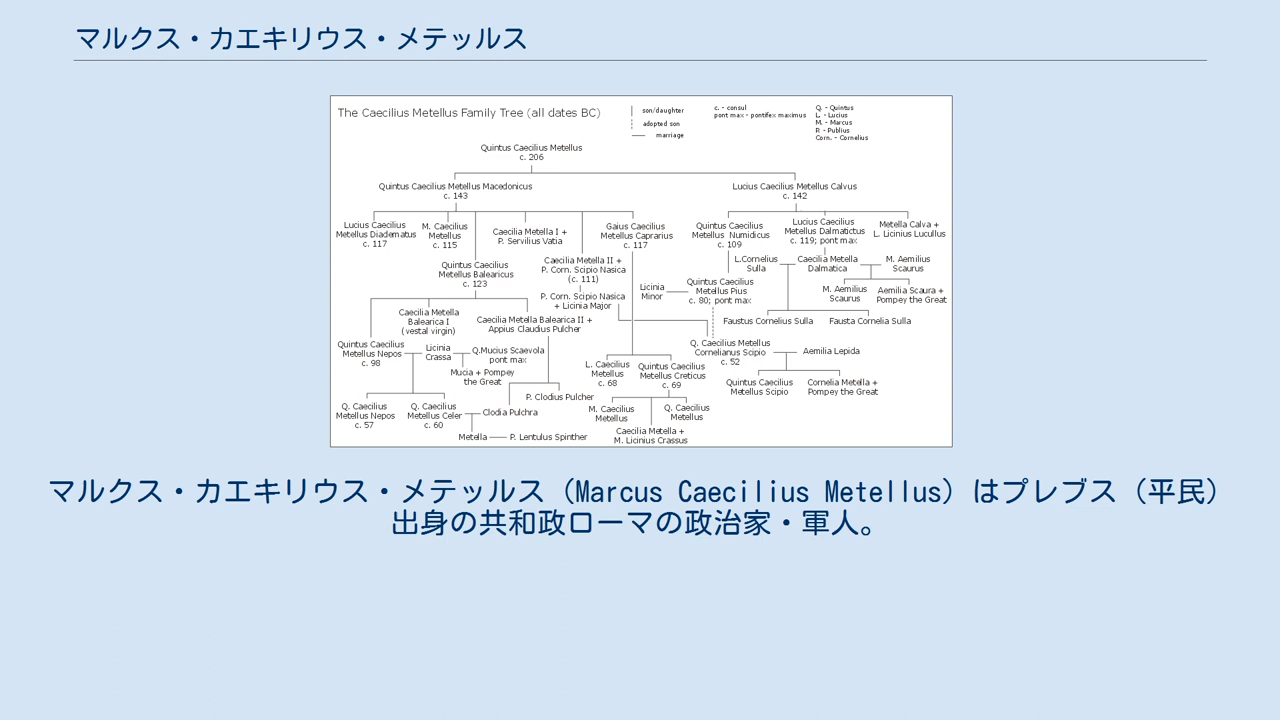 マルクス・カエキリウス・メテッルス
The Caecilius Metellus Family Tree (all dates BC)
son/daughter
adopted son
marriage
c. - consul
pont max - pontifex maximus
Q. - Quintus
L. - Lucius
M. - Marcus
P. - Publius
Corn. - Cornelius
Quintus Caecilius Metellus
c. 206
Quintus Caecilius Metellus Macedonicus
c. 143
Lucius Caecilius Metellus Calvus
c. 142
Lucius Caecilius
Metellus Diadematus
c. 117
M. Caecilius
Metellus
c. 115
Caecilia Metella I +
P. Servilius Vatia
Gaius Caecilius
Metellus Caprarius
c. 117
Quintus Caecilius
Metellus Numidicus
c. 109
Lucius Caecilius
Metellus Dalmatictus
c. 119; pont max
Metella Calva +
L. Licinius Lucullus
Quintus Caecilius
Metellus Balearicus
c. 123
Caecilia Metella II +
P. Corn. Scipio Nasica
(c. 111)
P. Corn. Scipio Nasica
+ Licinia Major
Licinia
Minor
Quintus Caecilius
Metellus Pius
c. 80; pont max
L.Cornelius
Sulla
Caecilia Metella
Dalmatica
M. Aemilius
Scaurus
M. Aemilius
Scaurus
Aemilia Scaura +
Pompey the Great
Caecilia Metella
Balearica I
(vestal virgin)
Caecilia Metella Balearica II +
Appius Claudius Pulcher
Faustus Cornelius Sulla
Fausta Cornelia Sulla
Quintus Caecilius
Metellus Nepos
c. 98
Licinia
Crassa
Q.Mucius Scaevola
pont max
Mucia + Pompey
the Great
L. Caecilius
Metellus
c. 68
Quintus Caecilius
Metellus Creticus
c. 69
Q. Caecilius Metellus
Cornelianus Scipio
c. 52
Aemilia Lepida
Quintus Caecilius
Metellus Scipio
Cornelia Metella +
Pompey the Great
P. Clodius Pulcher
Q. Caecilius
Metellus Nepos
c. 57
Q. Caecilius
Metellus Celer
c. 60
Clodia Pulchra
M. Caecilius
Metellus
Q. Caecilius
Metellus
Metella
P. Lentulus Spinther
Caecilia Metella +
M. Licinius Crassus
マルクス・カエキリウス・メテッルス（Marcus Caecilius Metellus）はプレブス（平民）
出身の共和政ローマの政治家・軍人。